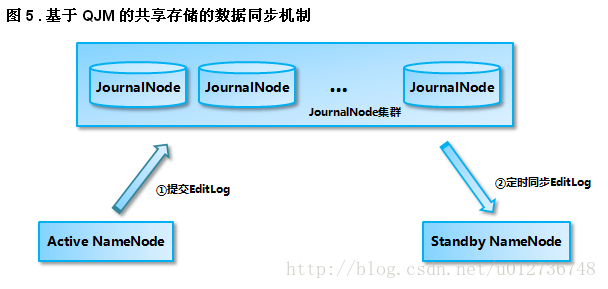 图 5 . 基于 QJM 的共享存储的数据同步机制
JournalNode JournalNode ... JournalNode
JournalNode集群
①提交EditLog
②定时同步EditLog
Active NameNode Standby NameNode
http://blog.csdn.net/u012736748